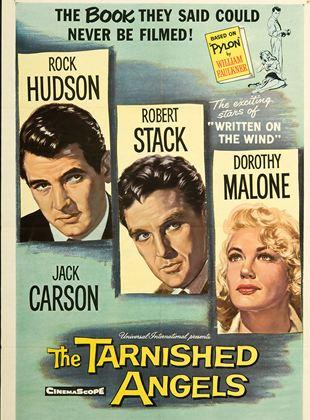 THE BOOK THEY SAID COULD
NEVER BE FILMED!
BASED ON
"PYLON"
by
WILLIAM
FAULKNER
ROCK
HUDSON
ROBERT
STACK
The exciting
stars of
"WRITTEN ON
THE WIND"
DOROTHY
MALONE
JACK
CARSON
Universal-International presents
The TARNISHED
ANGELS
CINEMASCOPE